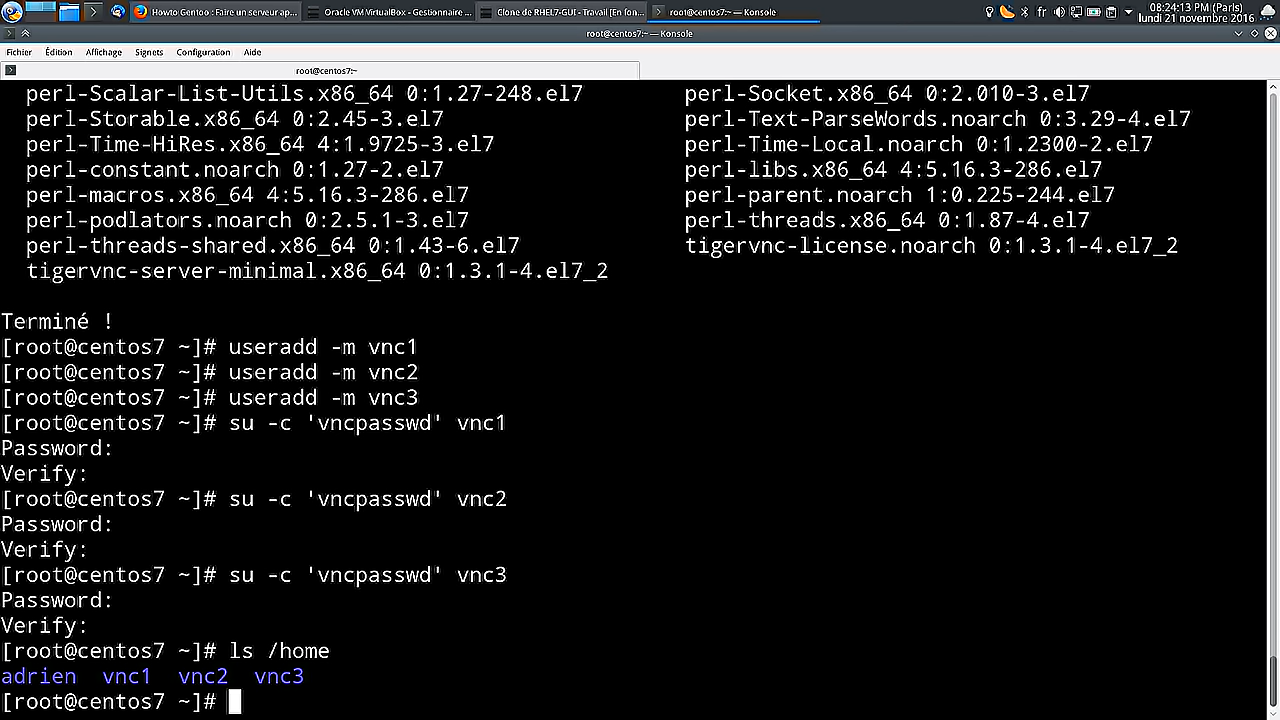 Howto Gentoo : Faire un serveur ap...
Oracle VM VirtualBox - Gestionnaire ...
Clone de RHEL7-GUI - Travail [En fon...
root@centos7:~ — Konsole
fr
08:24:13 PM (Paris)
lundi 21 novembre 2016
root@centos7:~ — Konsole
Fichier Édition Affichage Signets Configuration Aide
root@centos7:~
perl-Scalar-List-Utils.x86_64 0:1.27-248.el7 perl-Socket.x86_64 0:2.010-3.el7
perl-Storable.x86_64 0:2.45-3.el7 perl-Text-ParseWords.noarch 0:3.29-4.el7
perl-Time-HiRes.x86_64 4:1.9725-3.el7 perl-Time-Local.noarch 0:1.2300-2.el7
perl-constant.noarch 0:1.27-2.el7 perl-libs.x86_64 4:5.16.3-286.el7
perl-macros.x86_64 4:5.16.3-286.el7 perl-parent.noarch 1:0.225-244.el7
perl-podlators.noarch 0:2.5.1-3.el7 perl-threads.x86_64 0:1.87-4.el7
perl-threads-shared.x86_64 0:1.43-6.el7 tigervnc-license.noarch 0:1.3.1-4.el7_2
tigervnc-server-minimal.x86_64 0:1.3.1-4.el7_2
Terminé !
[root@centos7 ~]# useradd -m vnc1
[root@centos7 ~]# useradd -m vnc2
[root@centos7 ~]# useradd -m vnc3
[root@centos7 ~]# su -c 'vncpasswd' vnc1
Password:
Verify:
[root@centos7 ~]# su -c 'vncpasswd' vnc2
Password:
Verify:
[root@centos7 ~]# su -c 'vncpasswd' vnc3
Password:
Verify:
[root@centos7 ~]# ls /home
adrien vnc1 vnc2 vnc3
[root@centos7 ~]#